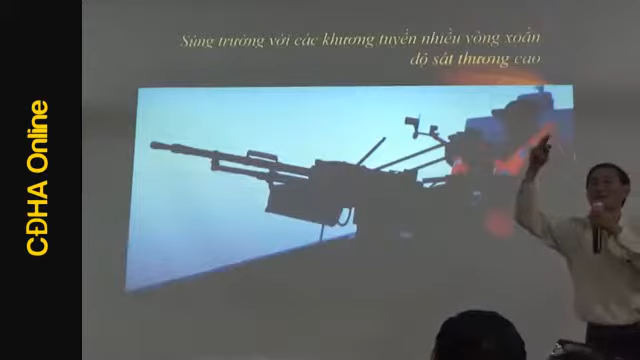 Súng trường với các khương tuyến nhiều vòng xoắn
độ sát thương cao
CĐHA Online